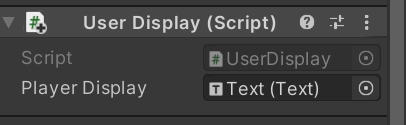 User Display (Script)
Script UserDisplay
Player Display Text (Text)